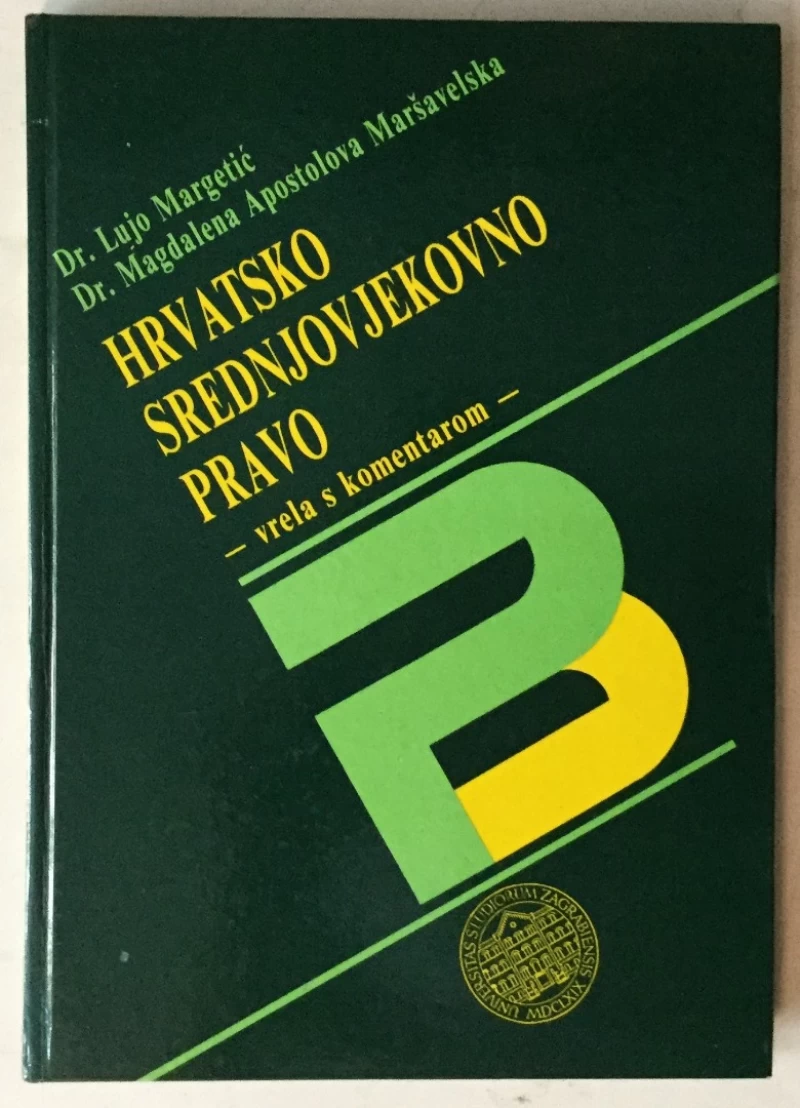 Dr. Lujo Margetić
Dr. Magdalena Apostolova Maršavelska
HRVATSKO
SREDNJOVJEKOVNO
PRAVO
– vrela s komentarom –
UNIVERSITAS STUDIORUM ZAGRABIENSIS
MDCLXIX